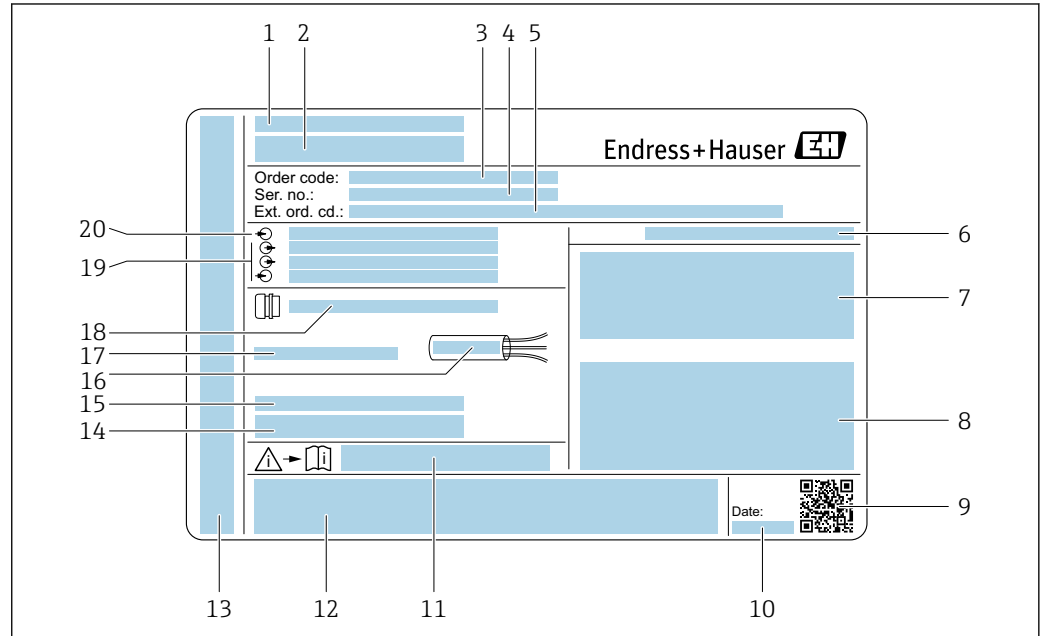 1 2 3 4 5
Endress+Hauser EH
Order code:
Ser. no.:
Ext. ord. cd.:
20
19
6
7
18
17
16
15
14
8
i i
Date:
9
13 12 11 10